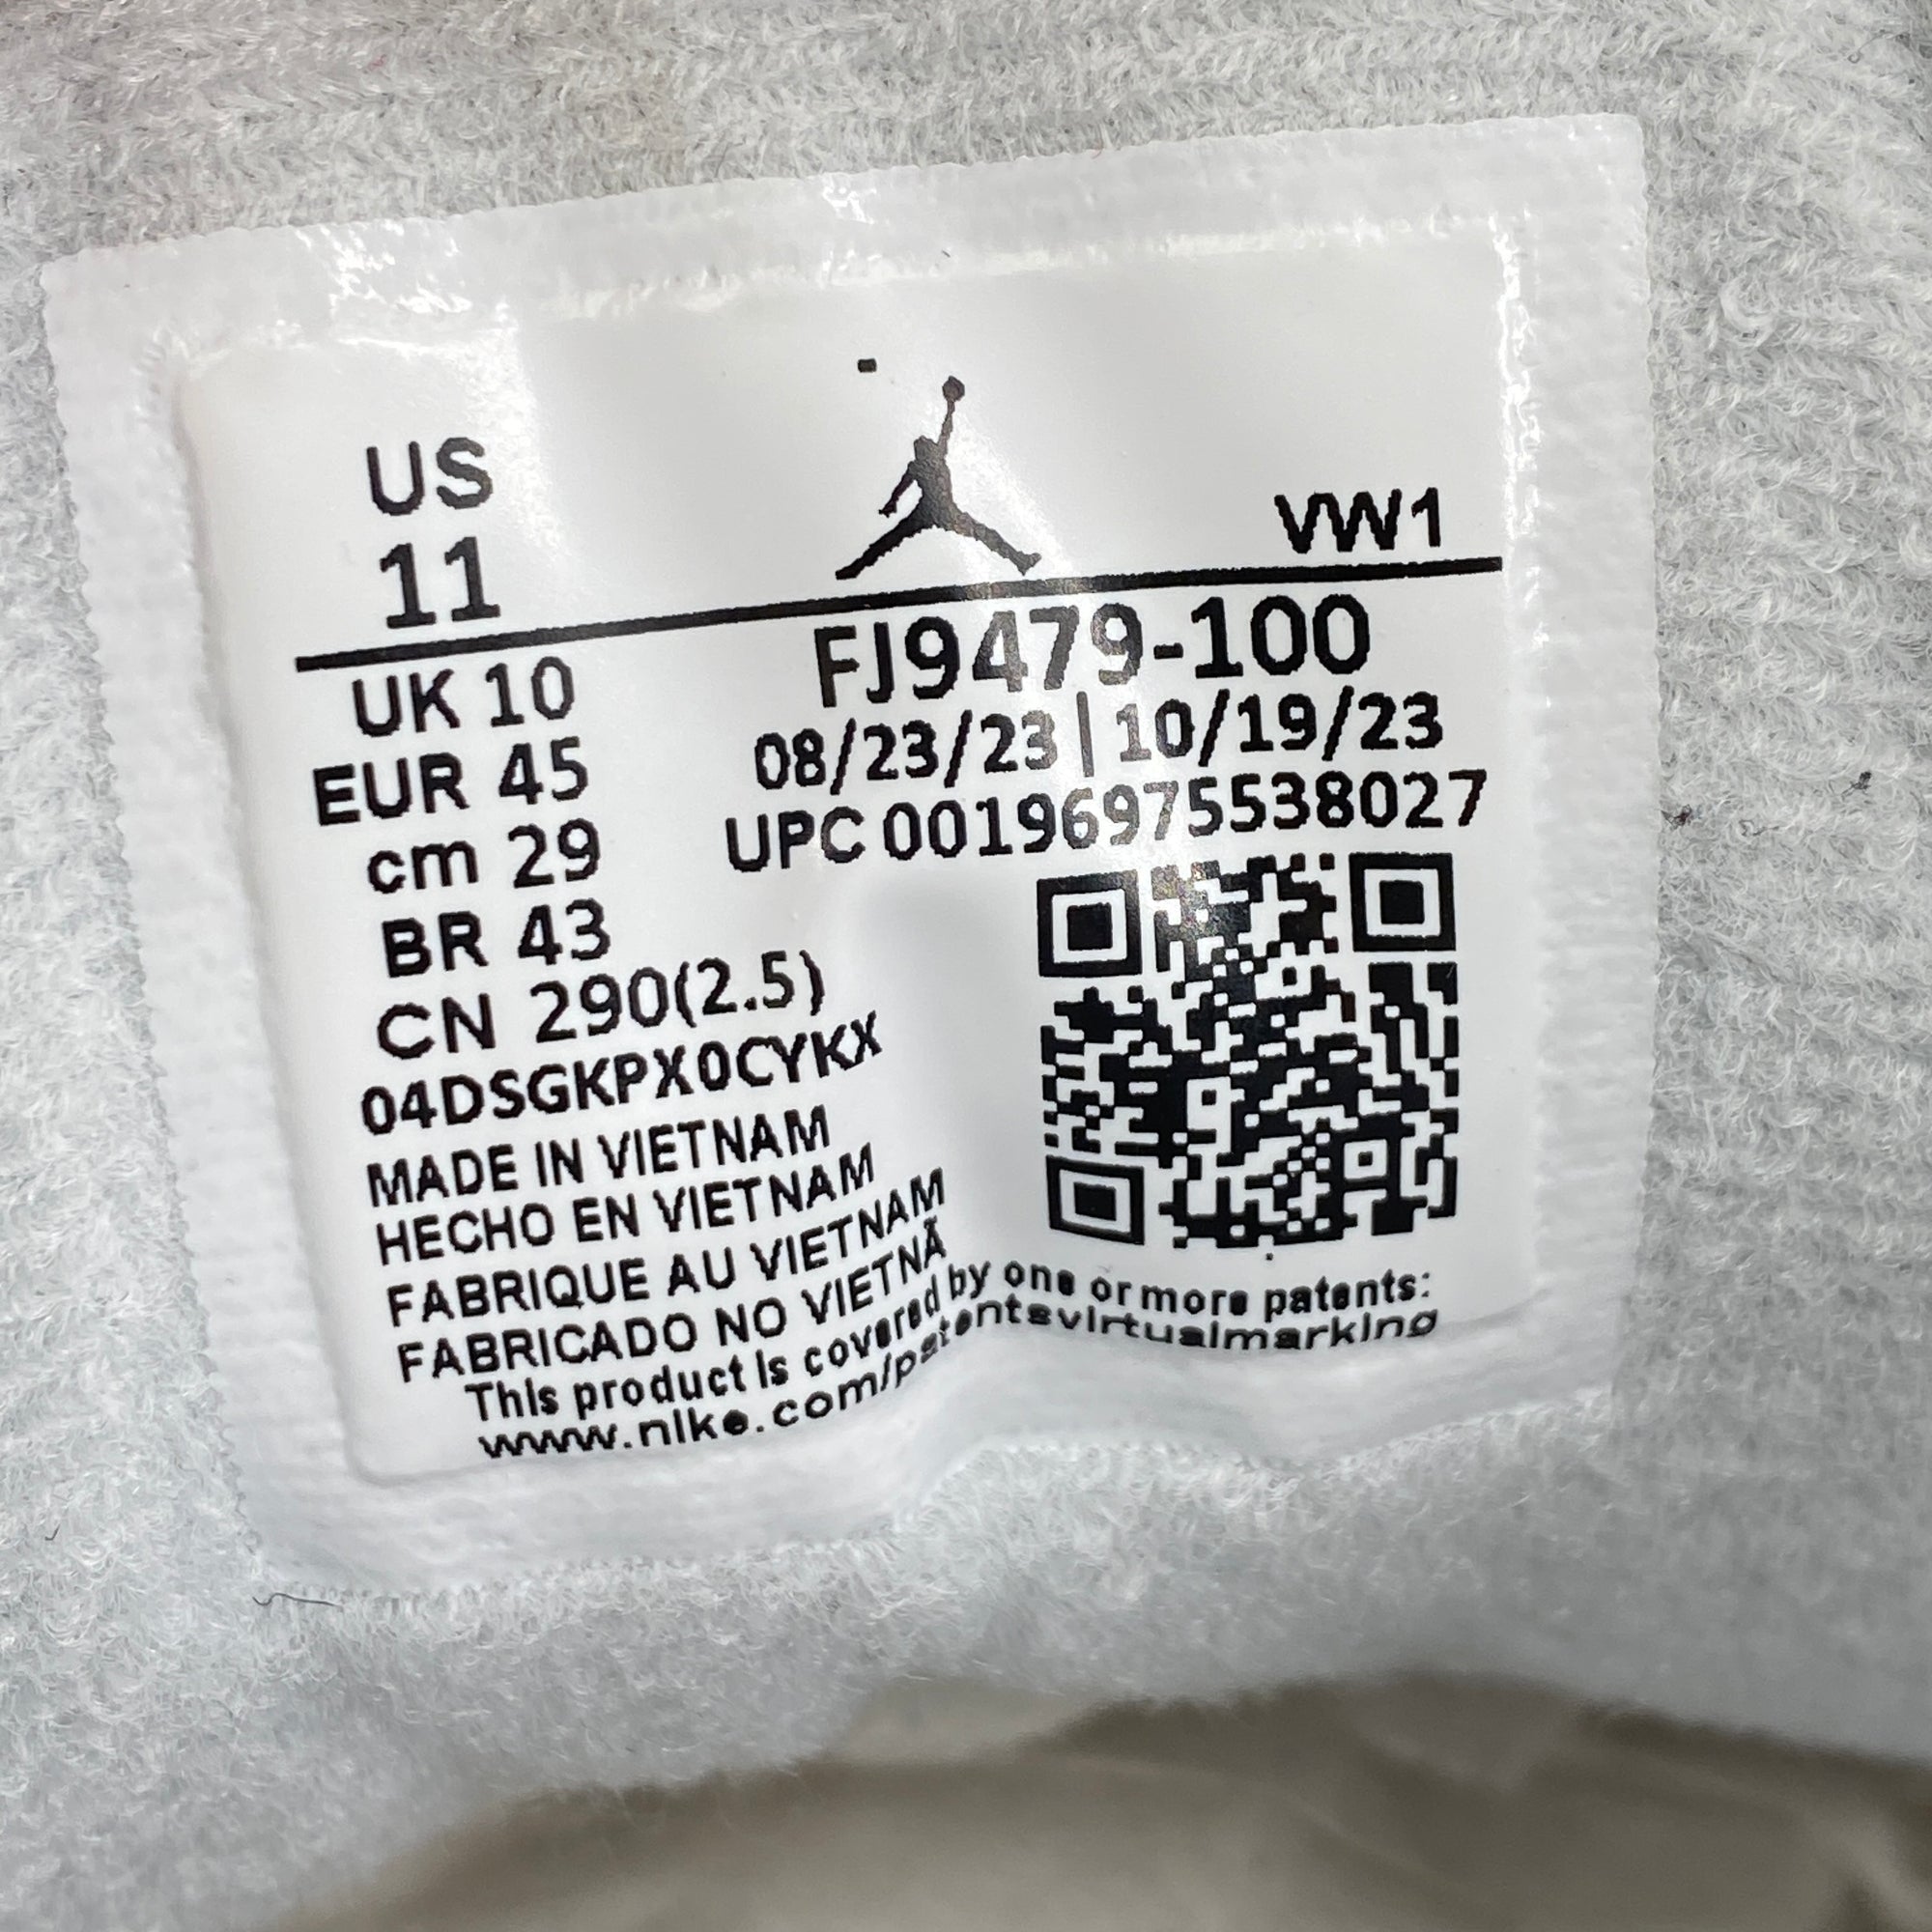 US
11
VW1
UK 10
EUR 45
cm 29
BR 43
CN 290(2.5)
04DSGKPX0CYKX
FJ9479-100
08/23/23|10/19/23
UPC 00196975538027
MADE IN VIETNAM
HECHO EN VIETNAM
FABRIQUE AU VIETNAM
FABRICADO NO VIETNÃ
This product is covered by one or more patents:
www.nike.com/patentsvirtualmarking